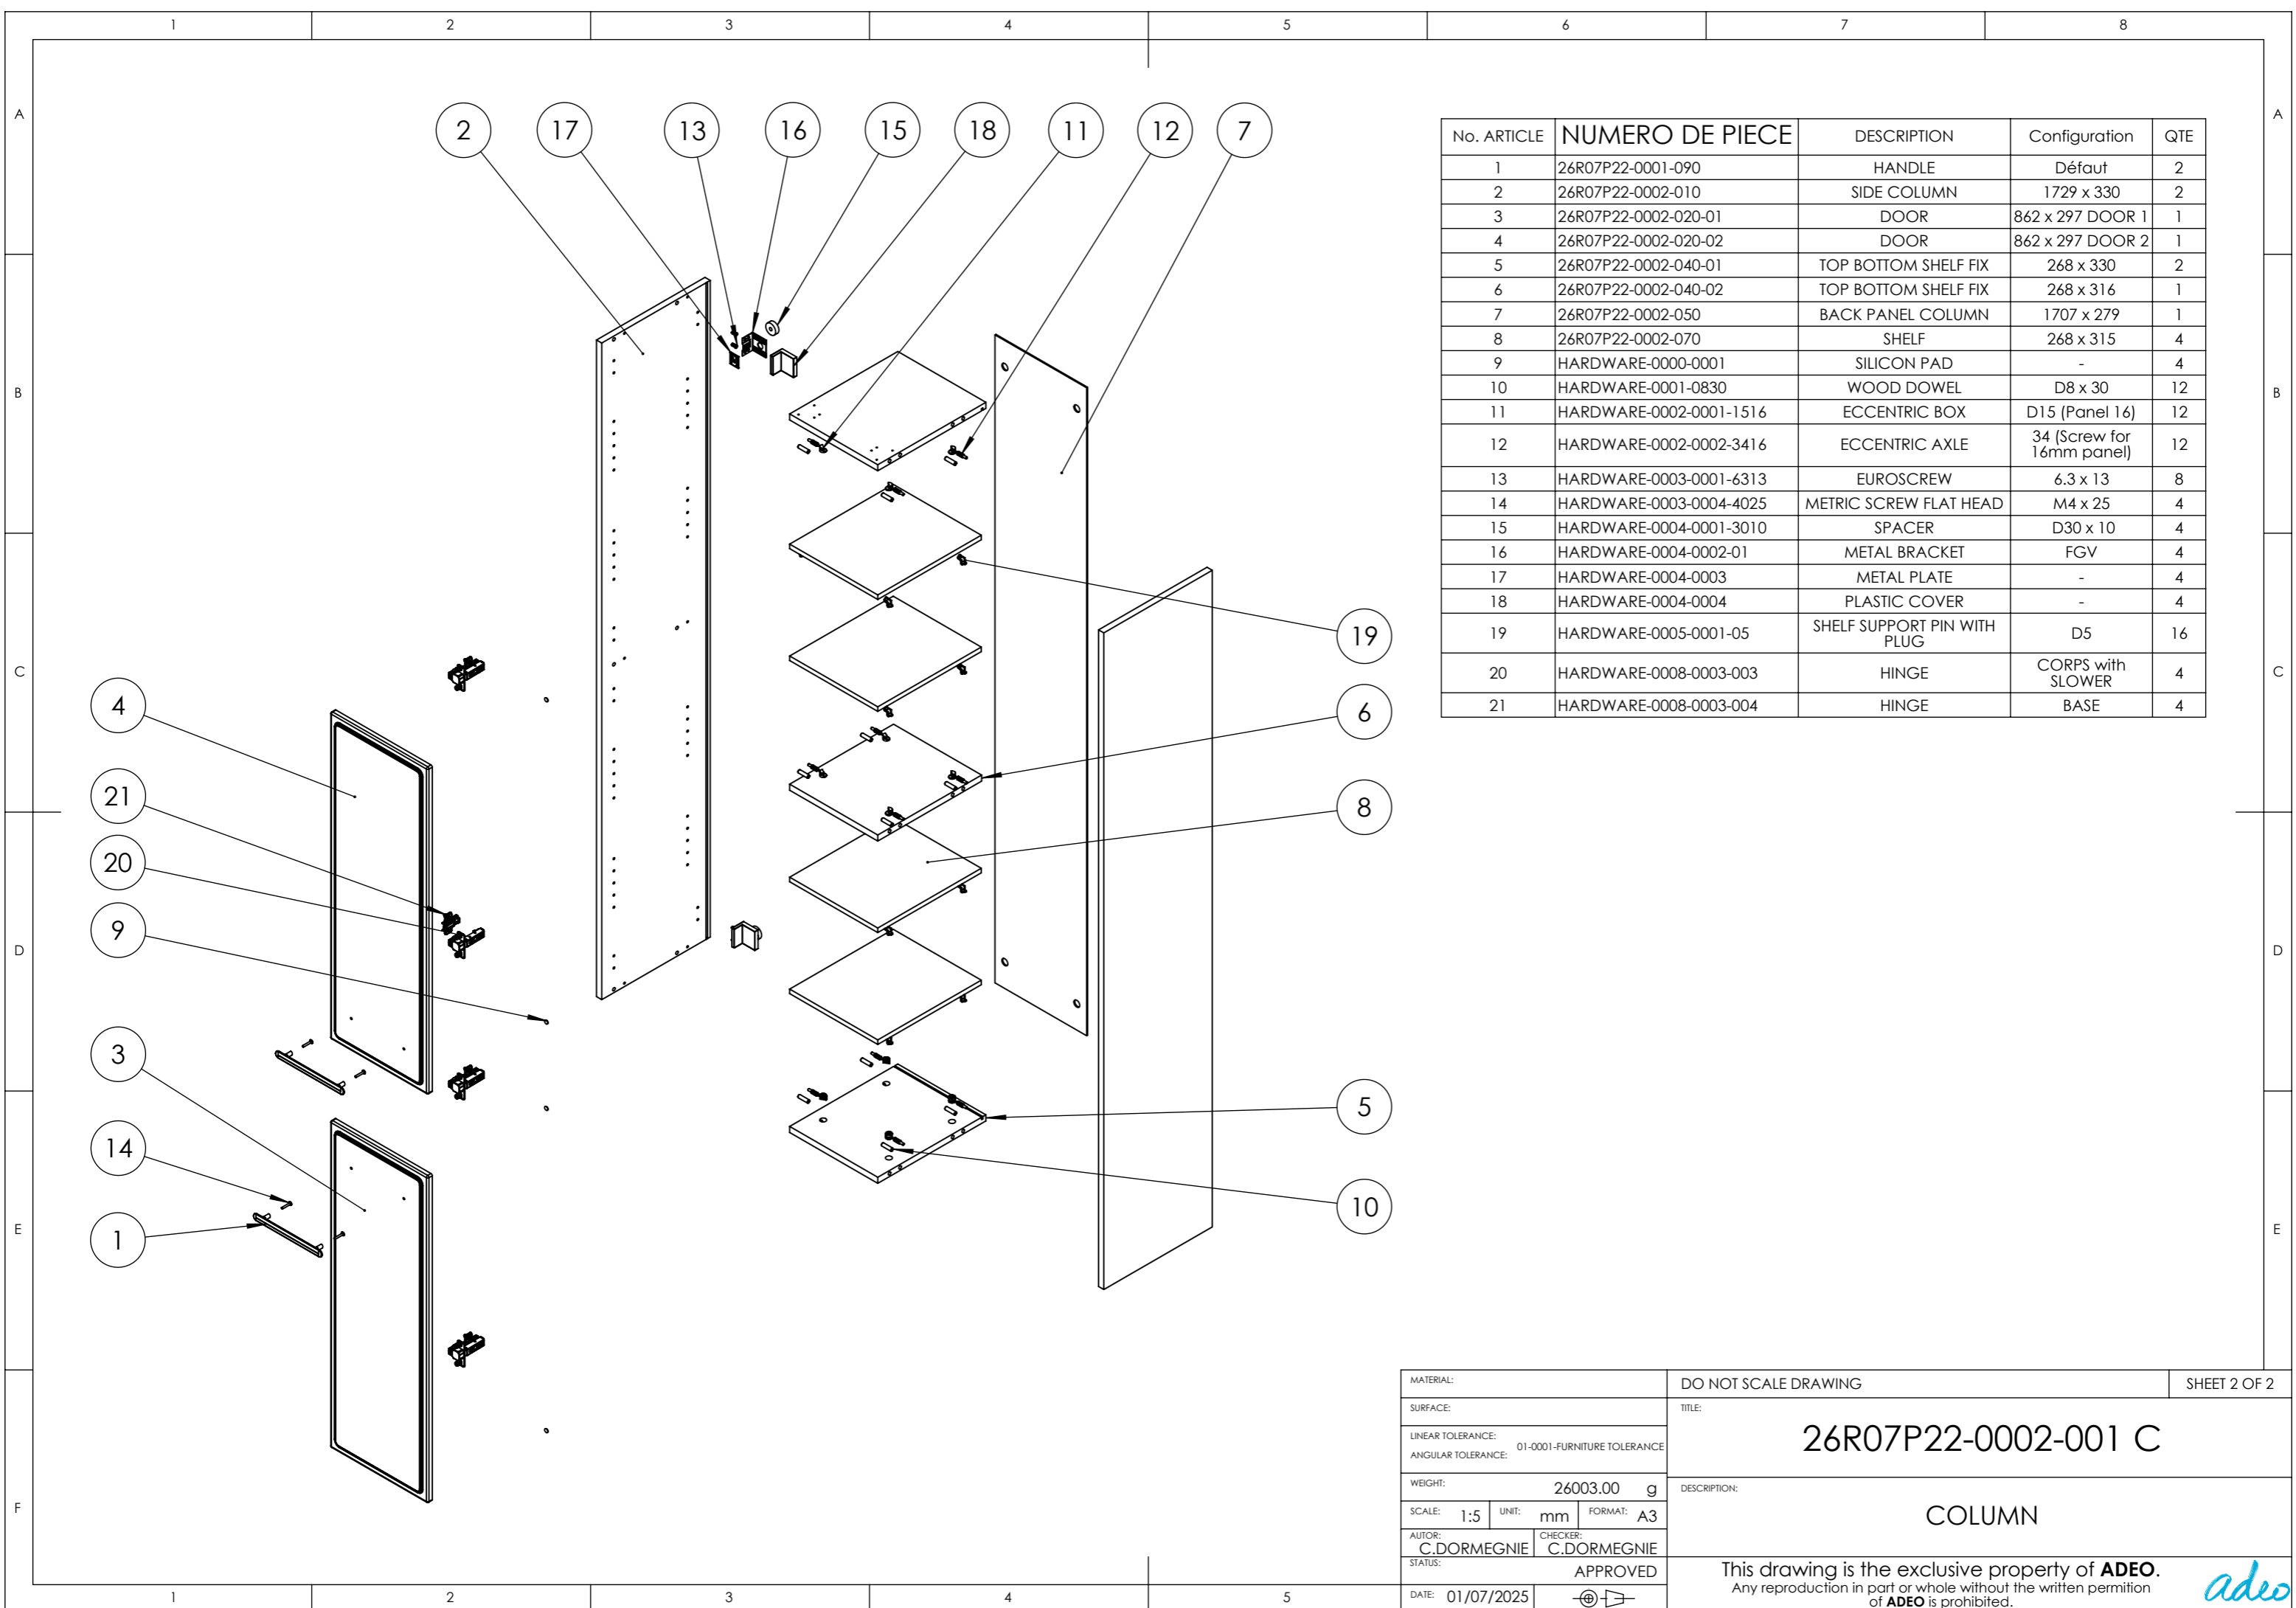 1 2 3 4 5 6 7 8
A A
2 17 13 16 15 18 11 12 7
No. ARTICLE NUMERO DE PIECE DESCRIPTION Configuration QTE
1 26R07P22-0001-090 HANDLE Défaut 2
2 26R07P22-0002-010 SIDE COLUMN 1729 x 330 2
3 26R07P22-0002-020-01 DOOR 862 x 297 DOOR 1 1
4 26R07P22-0002-020-02 DOOR 862 x 297 DOOR 2 1
5 26R07P22-0002-040-01 TOP BOTTOM SHELF FIX 268 x 330 2
6 26R07P22-0002-040-02 TOP BOTTOM SHELF FIX 268 x 316 1
7 26R07P22-0002-050 BACK PANEL COLUMN 1707 x 279 1
8 26R07P22-0002-070 SHELF 268 x 315 4
9 HARDWARE-0000-0001 SILICON PAD - 4
10 HARDWARE-0001-0830 WOOD DOWEL D8 x 30 12
11 HARDWARE-0002-0001-1516 ECCENTRIC BOX D15 (Panel 16) 12
12 HARDWARE-0002-0002-3416 ECCENTRIC AXLE 34 (Screw for
16mm panel) 12
13 HARDWARE-0003-0001-6313 EUROSCREW 6.3 x 13 8
14 HARDWARE-0003-0004-4025 METRIC SCREW FLAT HEAD M4 x 25 4
15 HARDWARE-0004-0001-3010 SPACER D30 x 10 4
16 HARDWARE-0004-0002-01 METAL BRACKET FGV 4
17 HARDWARE-0004-0003 METAL PLATE - 4
18 HARDWARE-0004-0004 PLASTIC COVER - 4
19 HARDWARE-0005-0001-05 SHELF SUPPORT PIN WITH
PLUG D5 16
20 HARDWARE-0008-0003-003 HINGE CORPS with
SLOWER 4
21 HARDWARE-0008-0003-004 HINGE BASE 4
B B
19
C C
4
6
21
8
20
9
D D
3
5
14
10
1
E E
F
MATERIAL: DO NOT SCALE DRAWING SHEET 2 OF 2
SURFACE: TITLE:
LINEAR TOLERANCE:
ANGULAR TOLERANCE: 01-0001-FURNITURE TOLERANCE
26R07P22-0002-001 C
WEIGHT: 26003.00 g DESCRIPTION:
SCALE: 1:5 UNIT: mm FORMAT: A3
COLUMN
AUTOR: CHECKER:
C.DORMEGNIE C.DORMEGNIE
STATUS: APPROVED
DATE: 01/07/2025
This drawing is the exclusive property of ADEO.
Any reproduction in part or whole without the written permition
of ADEO is prohibited.
adeo
1 2 3 4 5